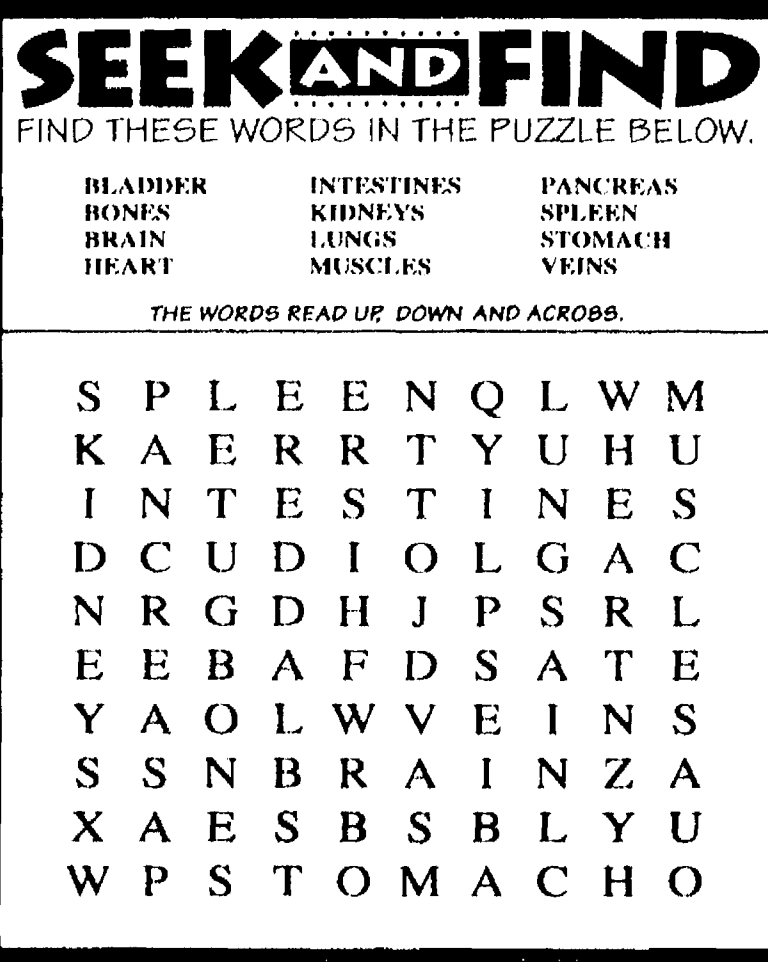 SEEK AND FIND
FIND THESE WORDS IN THE PUZZLE BELOW.
BLADDER INTESTINES PANCREAS
BONES KIDNEYS SPLEEN
BRAIN LUNGS STOMACH
HEART MUSCLES VEINS
THE WORDS READ UP, DOWN AND ACROSS.
S P L E E N Q L W M
K A E R R T Y U H U
I N T E S T I N E S
D C U D I O L G A C
N R G D H J P S R L
E E B A F D S A T E
Y A O L W V E I N S
S S N B R A I N Z A
X A E S B S B L Y U
W P S T O M A C H O